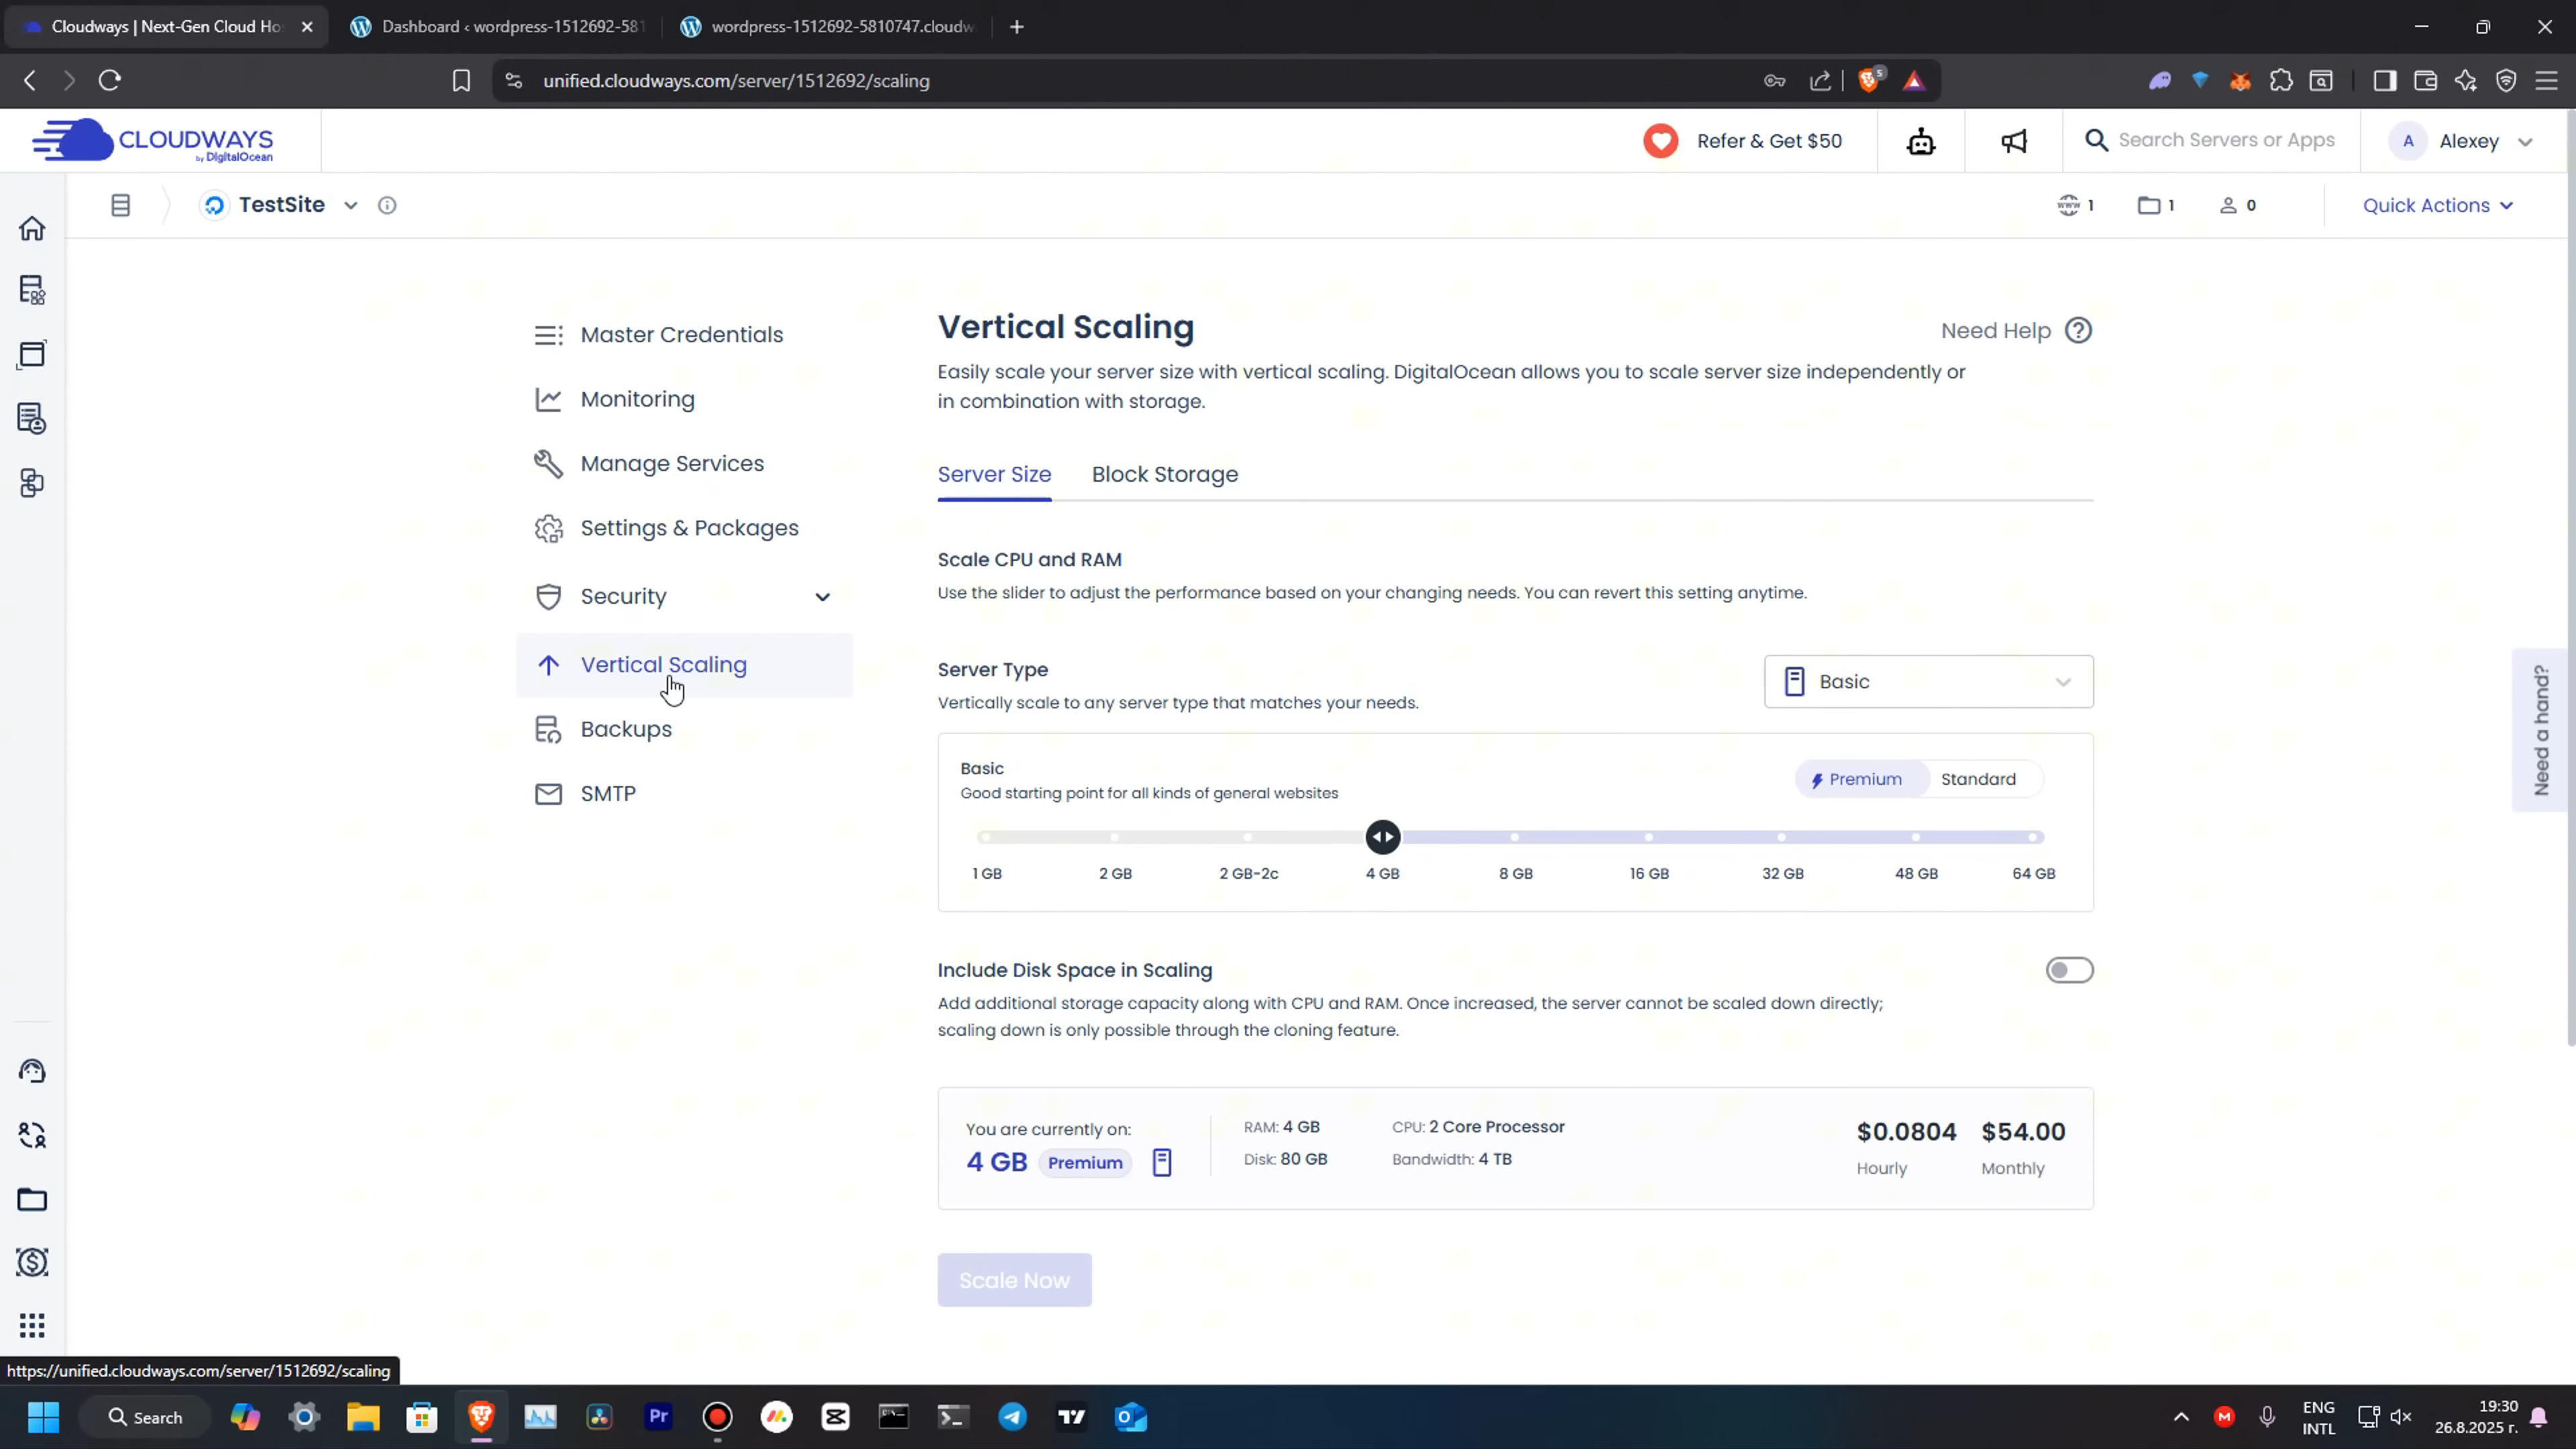 Cloudways | Next-Gen Cloud Ho
Dashboard ‹ wordpress-1512692-581
wordpress-1512692-5810747.cloudw
unified.cloudways.com/server/1512692/scaling
5
CLOUDWAYS
by DigitalOcean
Refer & Get $50
Search Servers or Apps
A
Alexey
TestSite
www 1
1
0
Quick Actions
Master Credentials
Monitoring
Manage Services
Settings & Packages
Security
Vertical Scaling
Backups
SMTP
Vertical Scaling
Need Help
Easily scale your server size with vertical scaling. DigitalOcean allows you to scale server size independently or
in combination with storage.
Server Size
Block Storage
Scale CPU and RAM
Use the slider to adjust the performance based on your changing needs. You can revert this setting anytime.
Server Type
Basic
Vertically scale to any server type that matches your needs.
Basic
Good starting point for all kinds of general websites
Premium
Standard
1 GB
2 GB
2 GB-2c
4 GB
8 GB
16 GB
32 GB
48 GB
64 GB
Include Disk Space in Scaling
Add additional storage capacity along with CPU and RAM. Once increased, the server cannot be scaled down directly;
scaling down is only possible through the cloning feature.
You are currently on:
4 GB Premium
RAM: 4 GB
Disk: 80 GB
CPU: 2 Core Processor
Bandwidth: 4 TB
$0.0804
Hourly
$54.00
Monthly
Scale Now
Need a hand?
https://unified.cloudways.com/server/1512692/scaling
Search
Pr
M
ENG
INTL
19:30
26.8.2025 г.